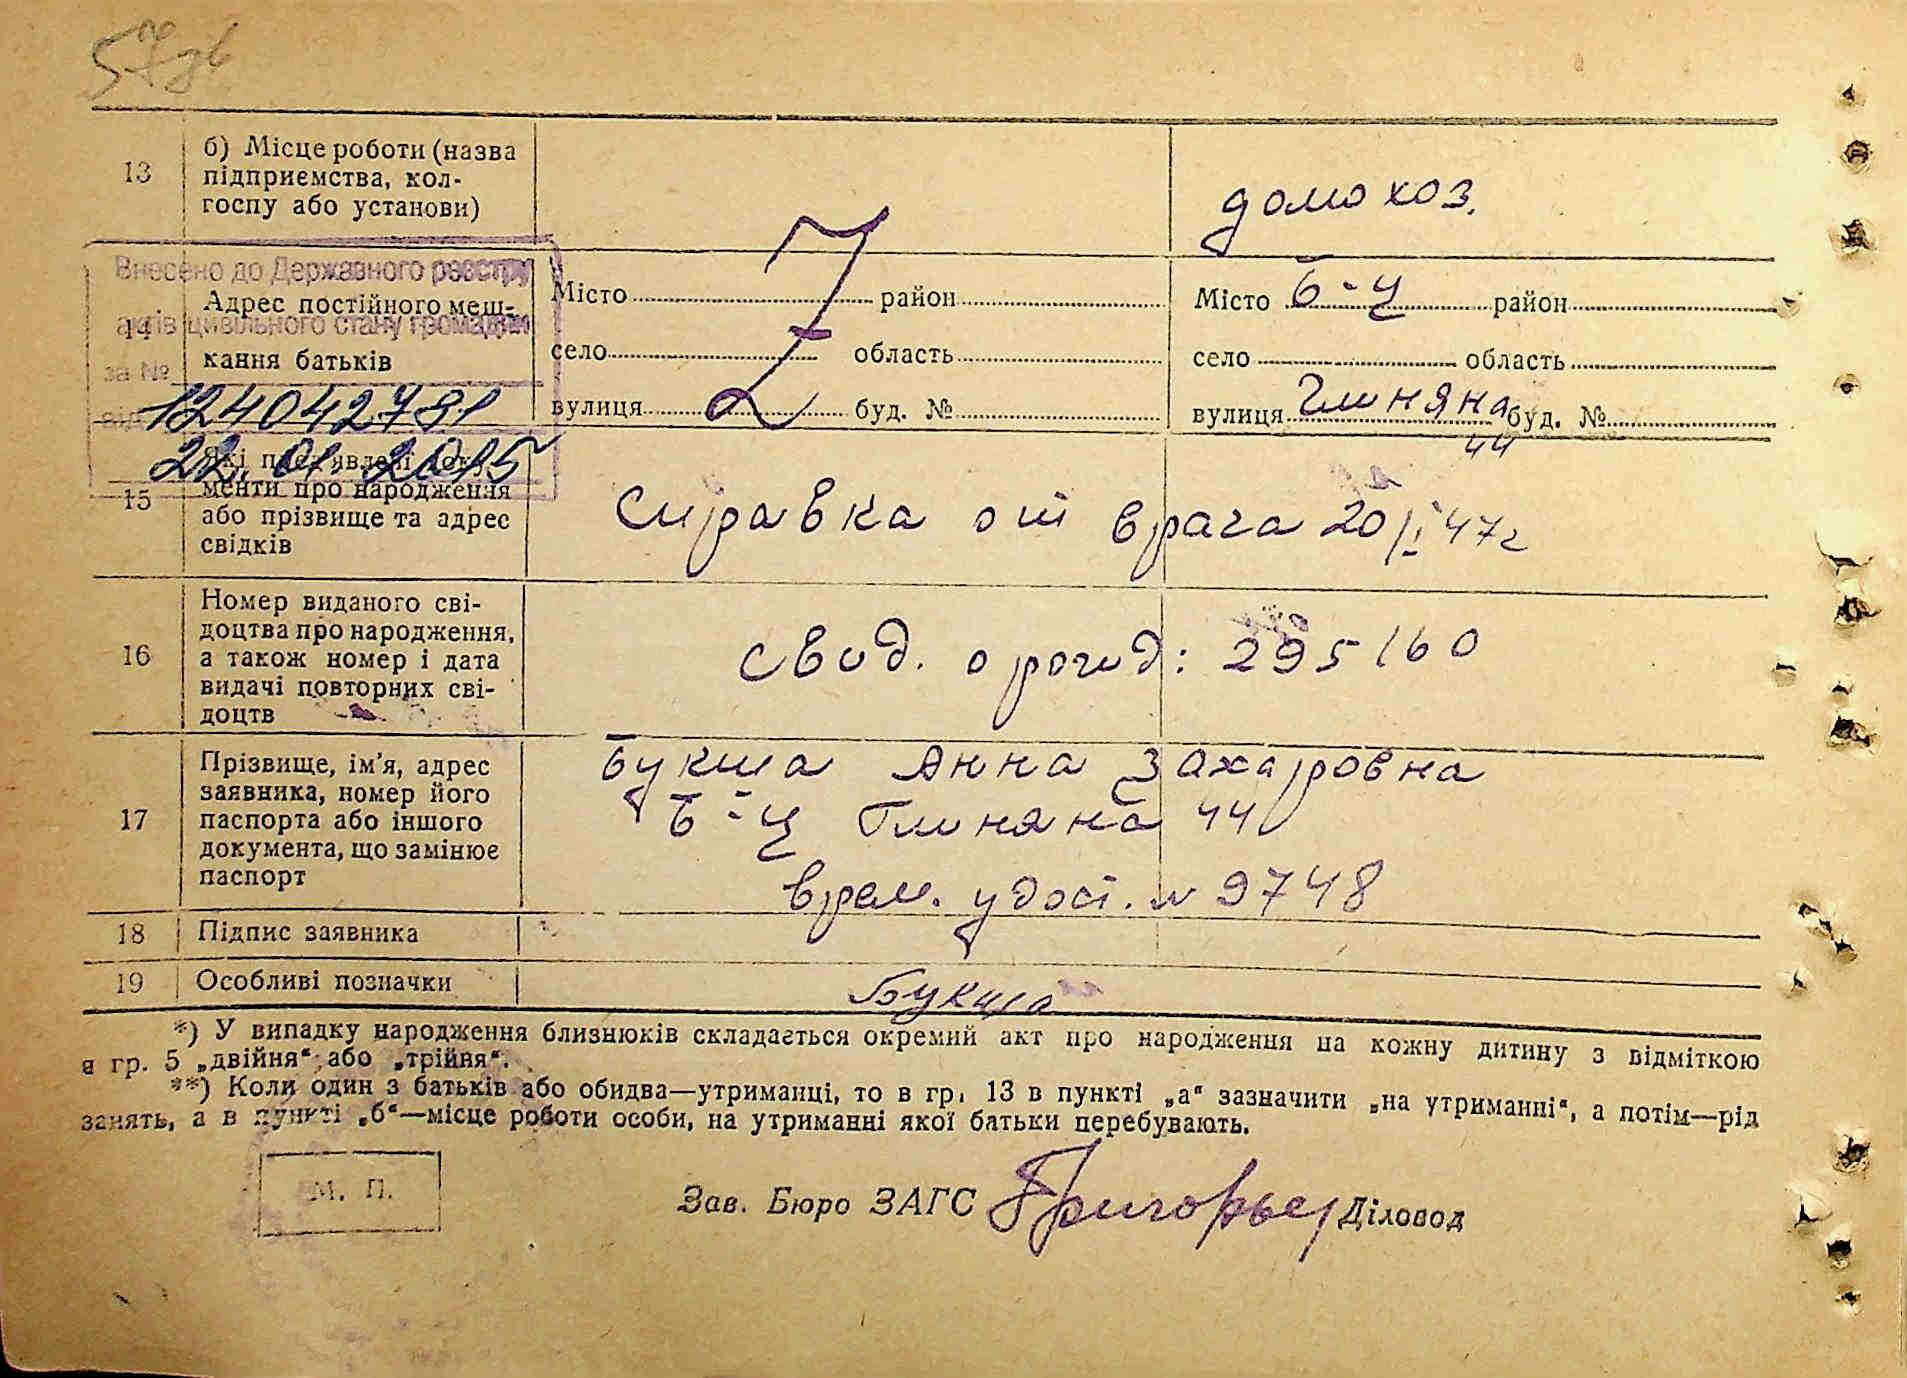 57 дв
13 б) Місце роботи (назва
підприємства, кол-
госпу або установи)
домохоз.
Внесено до Державного реєстру
актів цивільного стану громадян
за №
від
124042781
22.01.2015
14 Адрес постійного меш-
кання батьків
Місто район
село область
вулиця буд. №
Z
Місто Б-Ц район
село область
вулиця Глиняна буд. №
44
15 Які пред'явлені доку-
менти про народження
або прізвище та адрес
свідків
Справка от врача 20/I 47г
16 Номер виданого сві-
доцтва про народження,
а також номер і дата
видачі повторних сві-
доцтв
свид. о рожд: 295160
17 Прізвище, ім'я, адрес
заявника, номер його
паспорта або іншого
документа, що замінює
паспорт
Букша Анна Захаровна
Б-Ц Глиняна 44
врем. удост. № 9748
18 Підпис заявника
19 Особливі позначки
Букша
*) У випадку народження близнюків складається окремий акт про народження на кожну дитину з відміткою
в гр. 5 „двійня“ або „трійня“.
**) Коли один з батьків або обидва—утриманці, то в гр. 13 в пункті „а“ зазначити „на утриманні“, а потім—рід
занять, а в пункті „б“—місце роботи особи, на утриманні якої батьки перебувають.
М. П.
Зав. Бюро ЗАГС Григорьев Діловод